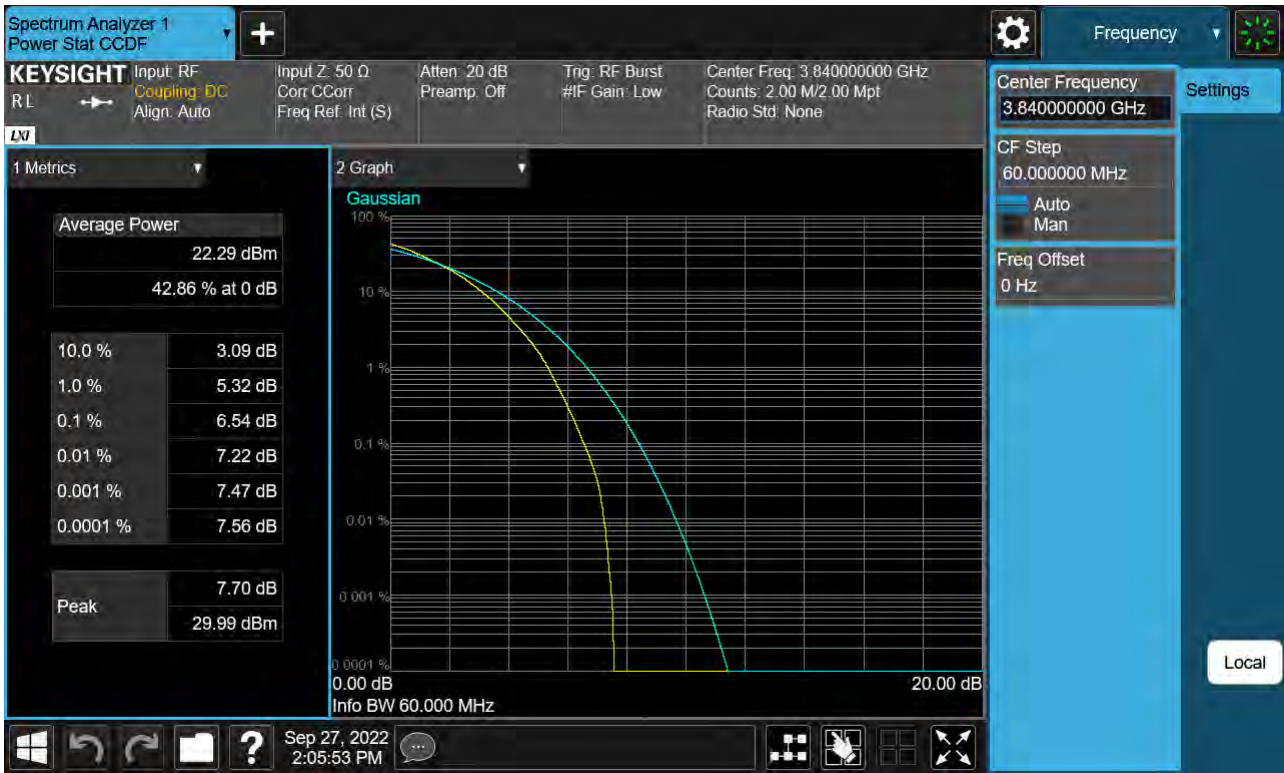 Spectrum Analyzer 1
Power Stat CCDF
Frequency
KEYSIGHT
RL
LXI
Input: RF
Coupling: DC
Align: Auto
Input Z: 50 Ω
Corr CCorr
Freq Ref: Int (S)
Atten: 20 dB
Preamp: Off
Trig: RF Burst
#IF Gain: Low
Center Freq: 3.840000000 GHz
Counts: 2.00 M/2.00 Mpt
Radio Std: None
Center Frequency
3.840000000 GHz
Settings
CF Step
60.000000 MHz
Auto
Man
Freq Offset
0 Hz
Local
1 Metrics
Average Power
22.29 dBm
42.86 % at 0 dB
10.0 % 3.09 dB
1.0 % 5.32 dB
0.1 % 6.54 dB
0.01 % 7.22 dB
0.001 % 7.47 dB
0.0001 % 7.56 dB
Peak
7.70 dB
29.99 dBm
2 Graph
Gaussian
100 %
10 %
1 %
0.1 %
0.01 %
0.001 %
0.0001 %
0.00 dB 20.00 dB
Info BW 60.000 MHz
?
Sep 27, 2022
2:05:53 PM